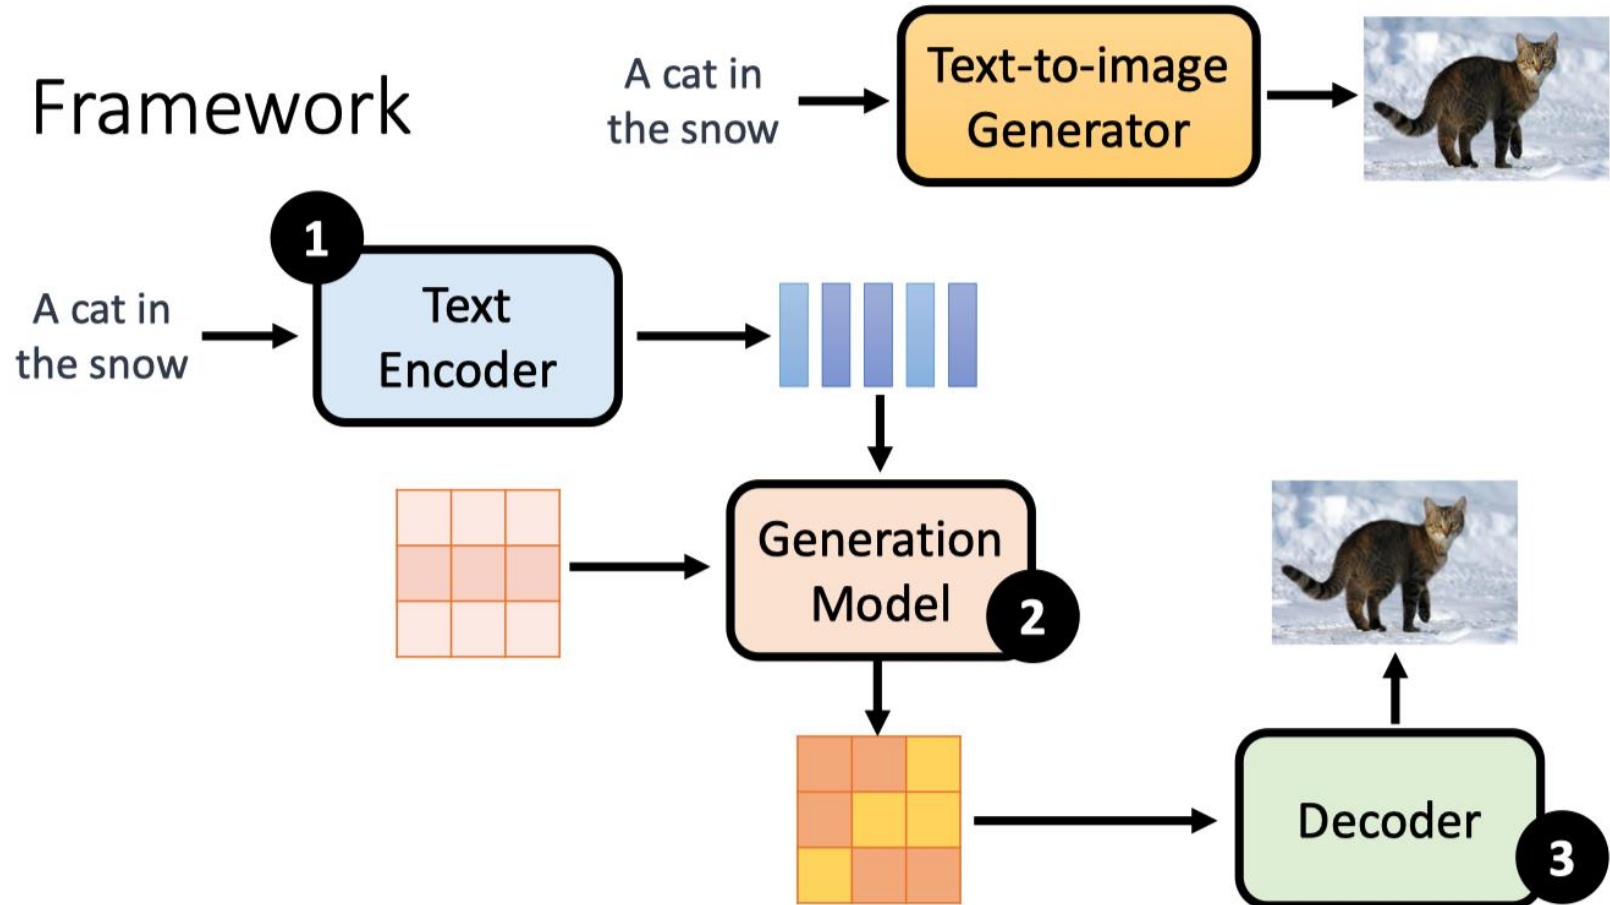 Framework
A cat in
the snow
Text-to-image
Generator
1
A cat in
the snow
Text
Encoder
Generation
Model
2
Decoder
3